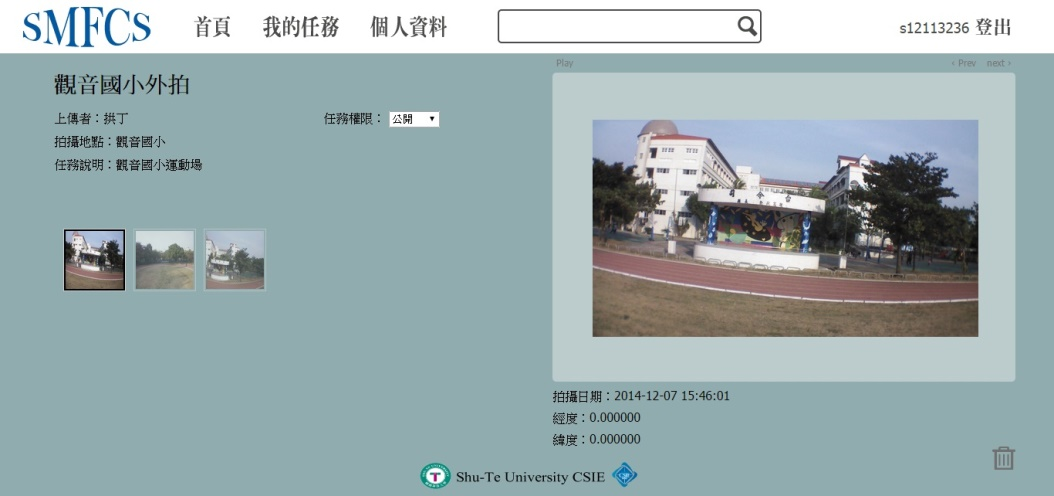 SMFCS
首頁 我的任務 個人資料
s12113236 登出
觀音國小外拍
上傳者：拱丁
任務權限： 公開
拍攝地點：觀音國小
任務說明：觀音國小運動場
Play
‹ Prev next ›
司令台
拍攝日期：2014-12-07 15:46:01
經度：0.000000
緯度：0.000000
Shu-Te University CSIE